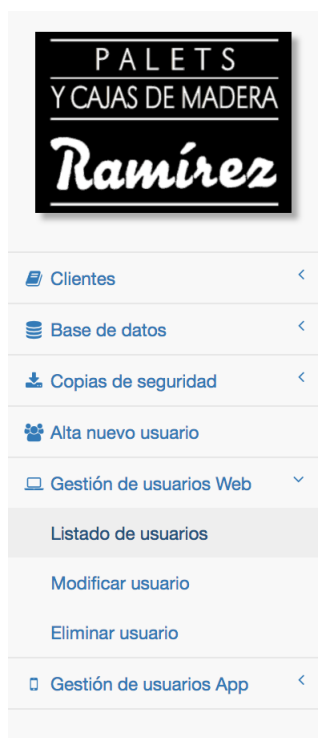 PALETS
Y CAJAS DE MADERA
Ramírez
Clientes
Base de datos
Copias de seguridad
Alta nuevo usuario
Gestión de usuarios Web
Listado de usuarios
Modificar usuario
Eliminar usuario
Gestión de usuarios App